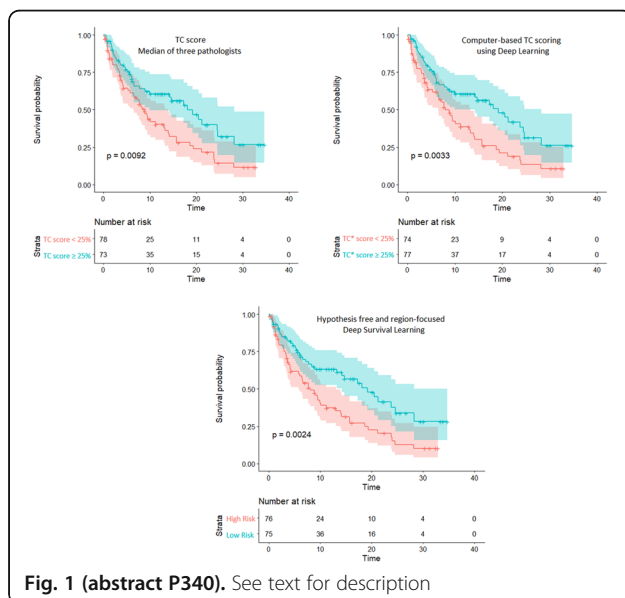 TC score
Median of three pathologists
Survival probability
1.00
0.75
0.50
0.25
0.00
p = 0.0092
0 10 20 30 40
Time
Number at risk
Strata
TC score < 25% 78 25 11 4 0
TC score ≥ 25% 73 35 15 4 0
0 10 20 30 40
Time
Computer-based TC scoring
using Deep Learning
Survival probability
1.00
0.75
0.50
0.25
0.00
p = 0.0033
0 10 20 30 40
Time
Number at risk
Strata
TC* score < 25% 74 23 9 4 0
TC* score ≥ 25% 77 37 17 4 0
0 10 20 30 40
Time
Hypothesis free and region-focused
Deep Survival Learning
Survival probability
1.00
0.75
0.50
0.25
0.00
p = 0.0024
0 10 20 30 40
Time
Number at risk
Strata
High Risk 76 24 10 4 0
Low Risk 75 36 16 4 0
0 10 20 30 40
Time
Fig. 1 (abstract P340). See text for description